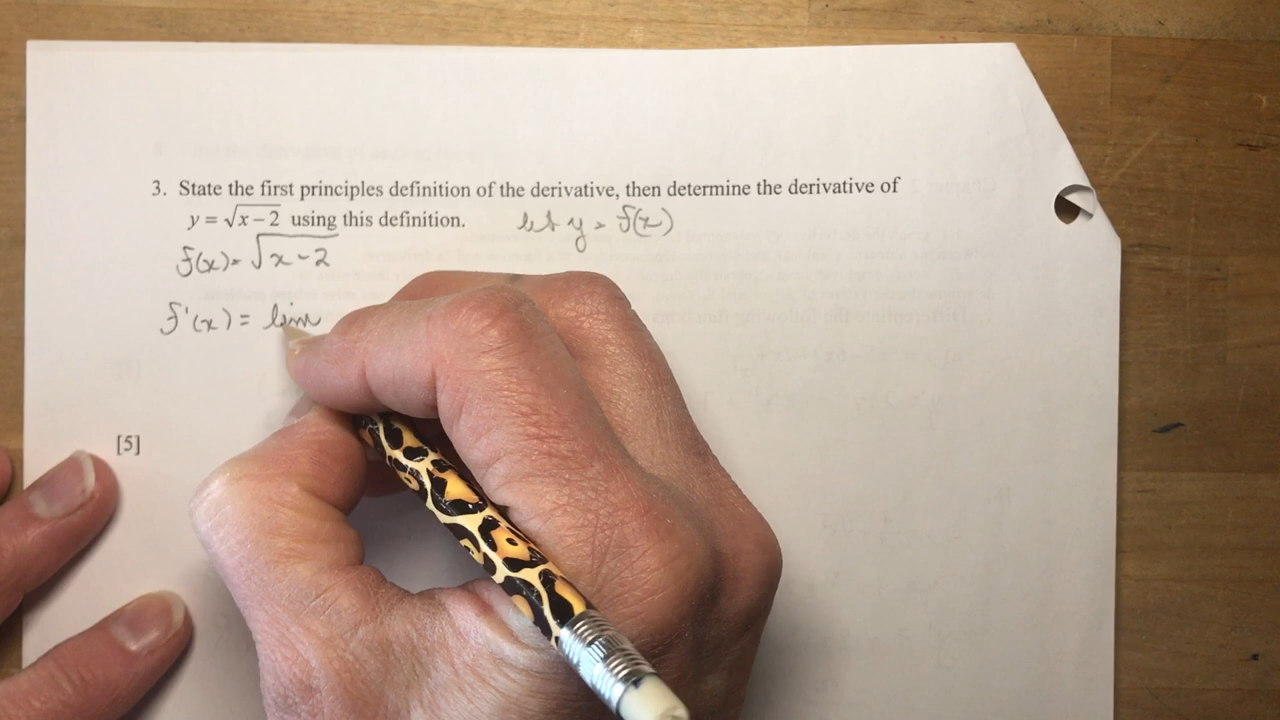 3. State the first principles definition of the derivative, then determine the derivative of
y = √x − 2 using this definition. let y = f(x)
f(x) = √x − 2
f'(x) = lim
[5]